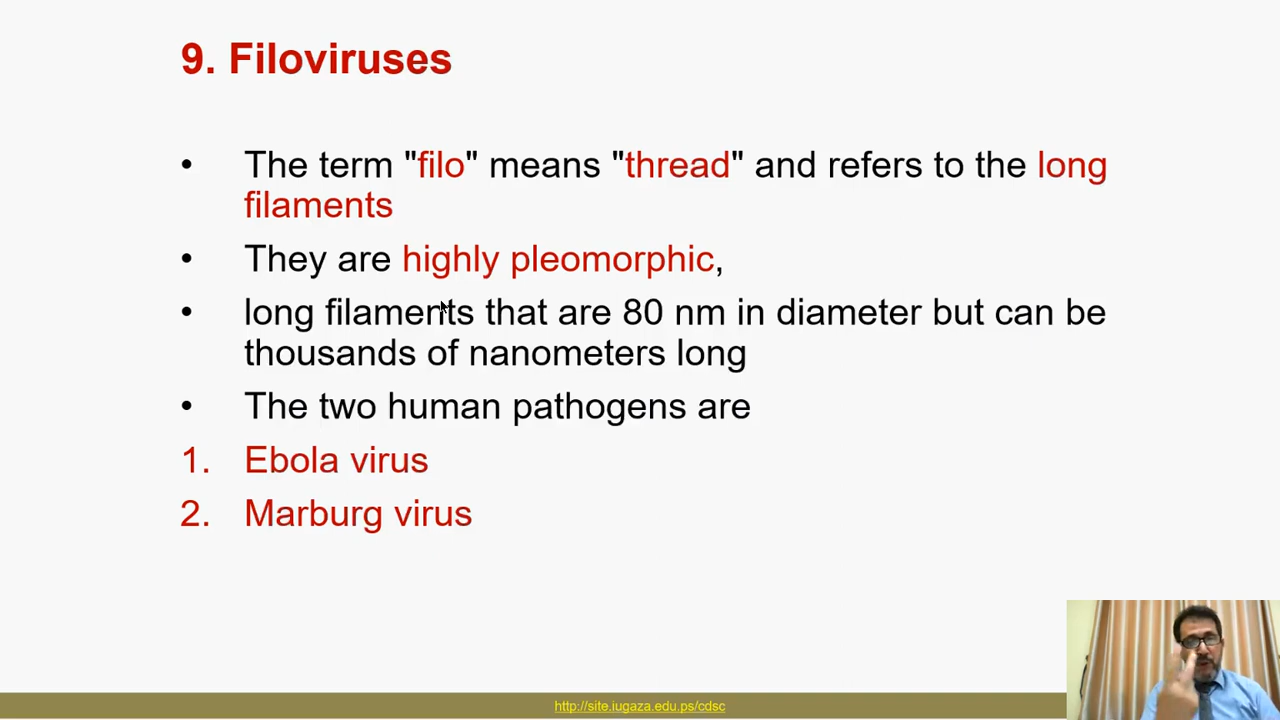 9. Filoviruses
• The term "filo" means "thread" and refers to the long
filaments
• They are highly pleomorphic,
• long filaments that are 80 nm in diameter but can be
thousands of nanometers long
• The two human pathogens are
1. Ebola virus
2. Marburg virus
http://site.iugaza.edu.ps/cdsc